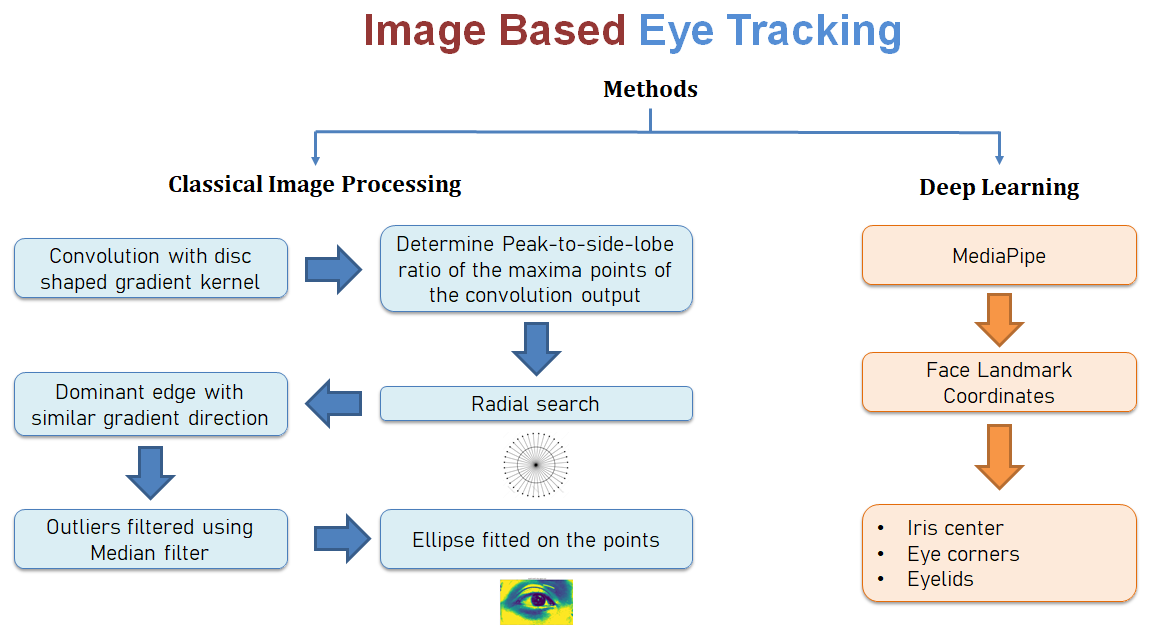 Image Based Eye Tracking
Methods
Classical Image Processing
Convolution with disc
shaped gradient kernel
Determine Peak-to-side-lobe
ratio of the maxima points of
the convolution output
Radial search
Dominant edge with
similar gradient direction
Outliers filtered using
Median filter
Ellipse fitted on the points
Deep Learning
MediaPipe
Face Landmark
Coordinates
• Iris center
• Eye corners
• Eyelids